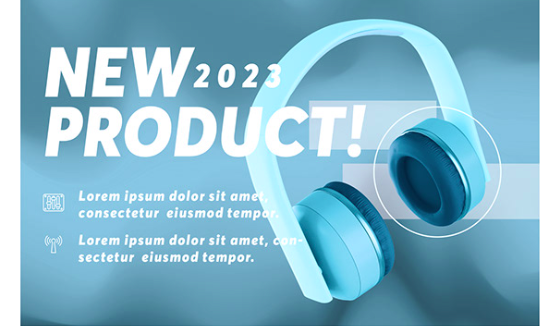 NEW 2023
PRODUCT!
Lorem ipsum dolor sit amet,
consectetur eiusmod tempor.
Lorem ipsum dolor sit amet, con-
sectetur eiusmod tempor.